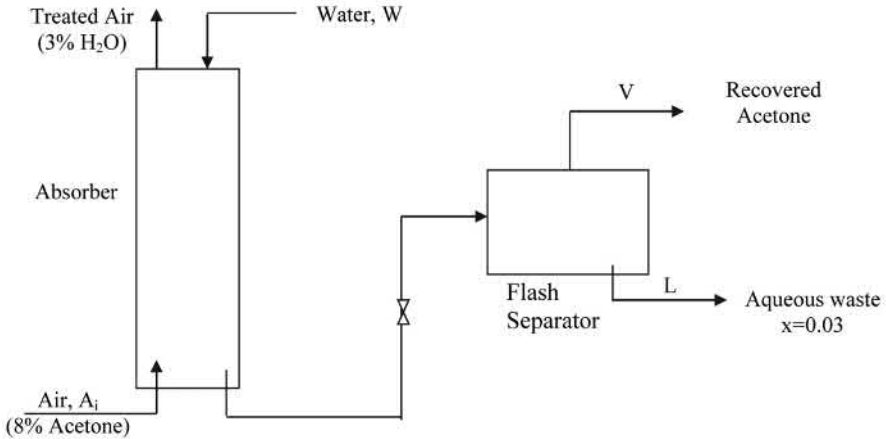 Treated Air
(3% H₂O)
Water, W
V
Recovered
Acetone
Absorber
Flash
Separator
L
Aqueous waste
x=0.03
Air, Aᵢ
(8% Acetone)